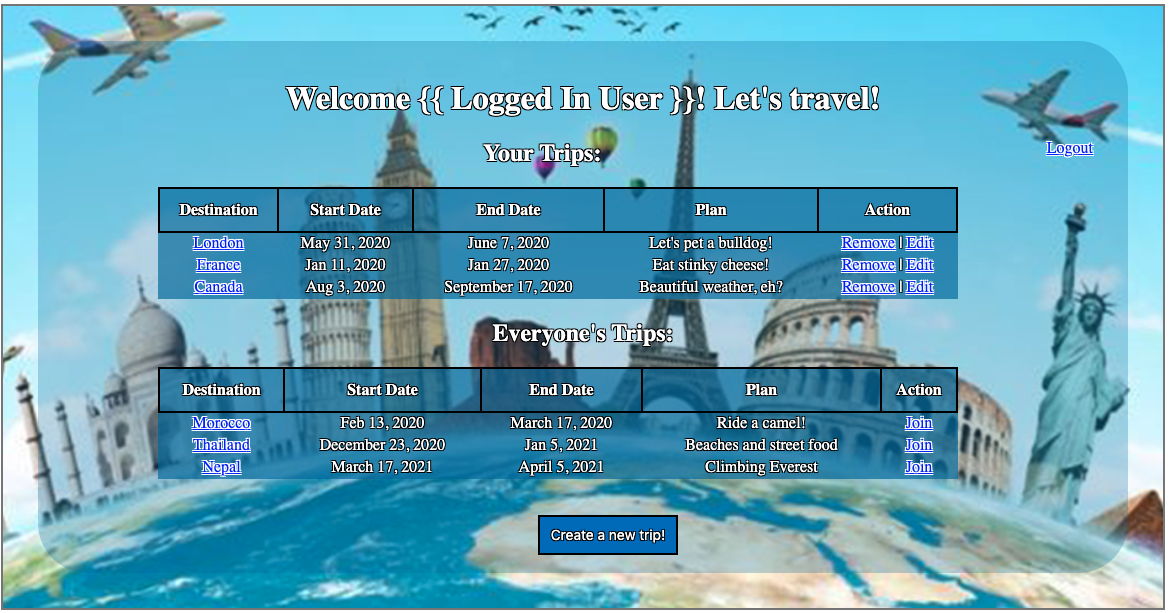 Welcome {{ Logged In User }}! Let's travel!
Logout
Your Trips:
Destination Start Date End Date Plan Action
London May 31, 2020 June 7, 2020 Let's pet a bulldog! Remove | Edit
France Jan 11, 2020 Jan 27, 2020 Eat stinky cheese! Remove | Edit
Canada Aug 3, 2020 September 17, 2020 Beautiful weather, eh? Remove | Edit
Everyone's Trips:
Destination Start Date End Date Plan Action
Morocco Feb 13, 2020 March 17, 2020 Ride a camel! Join
Thailand December 23, 2020 Jan 5, 2021 Beaches and street food Join
Nepal March 17, 2021 April 5, 2021 Climbing Everest Join
Create a new trip!